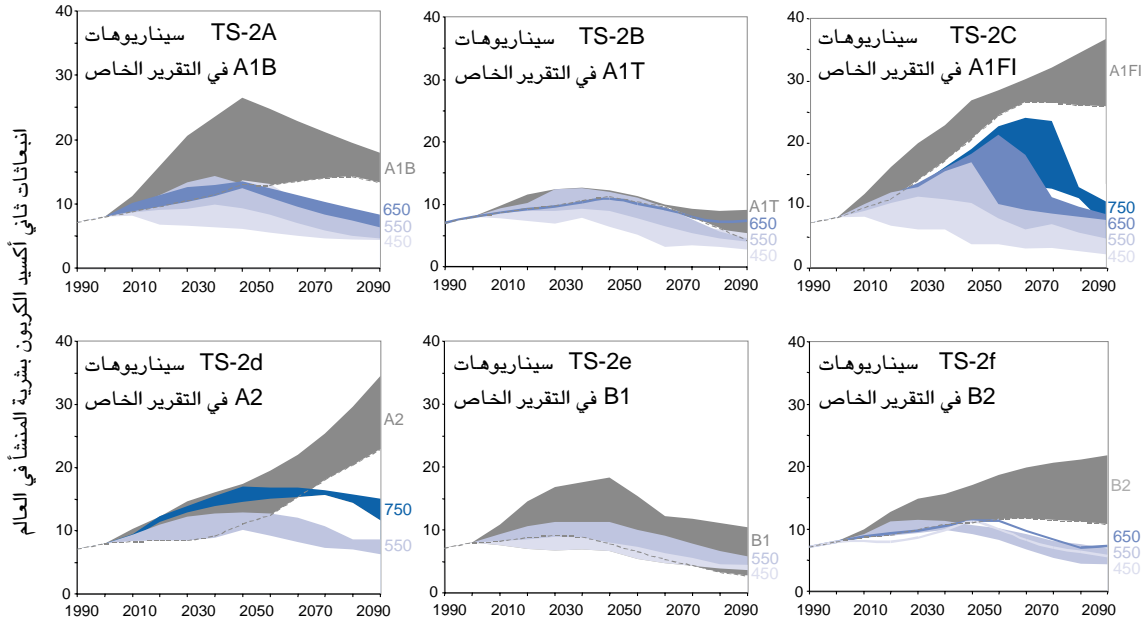 انبعاثات ثاني أكسيد الكربون بشرية المنشأ في العالم
TS-2A سيناريوهات
A1B في التقرير الخاص
40
30
20
10
0
A1B
650
550
450
1990 2010 2030 2050 2070 2090
TS-2B سيناريوهات
A1T في التقرير الخاص
40
30
20
10
0
A1T
650
550
450
1990 2010 2030 2050 2070 2090
TS-2C سيناريوهات
A1FI في التقرير الخاص
40
30
20
10
0
A1FI
750
650
550
450
1990 2010 2030 2050 2070 2090
TS-2d سيناريوهات
A2 في التقرير الخاص
40
30
20
10
0
A2
750
550
1990 2010 2030 2050 2070 2090
TS-2e سيناريوهات
B1 في التقرير الخاص
40
30
20
10
0
B1
550
450
1990 2010 2030 2050 2070 2090
TS-2f سيناريوهات
B2 في التقرير الخاص
40
30
20
10
0
B2
650
550
450
1990 2010 2030 2050 2070 2090